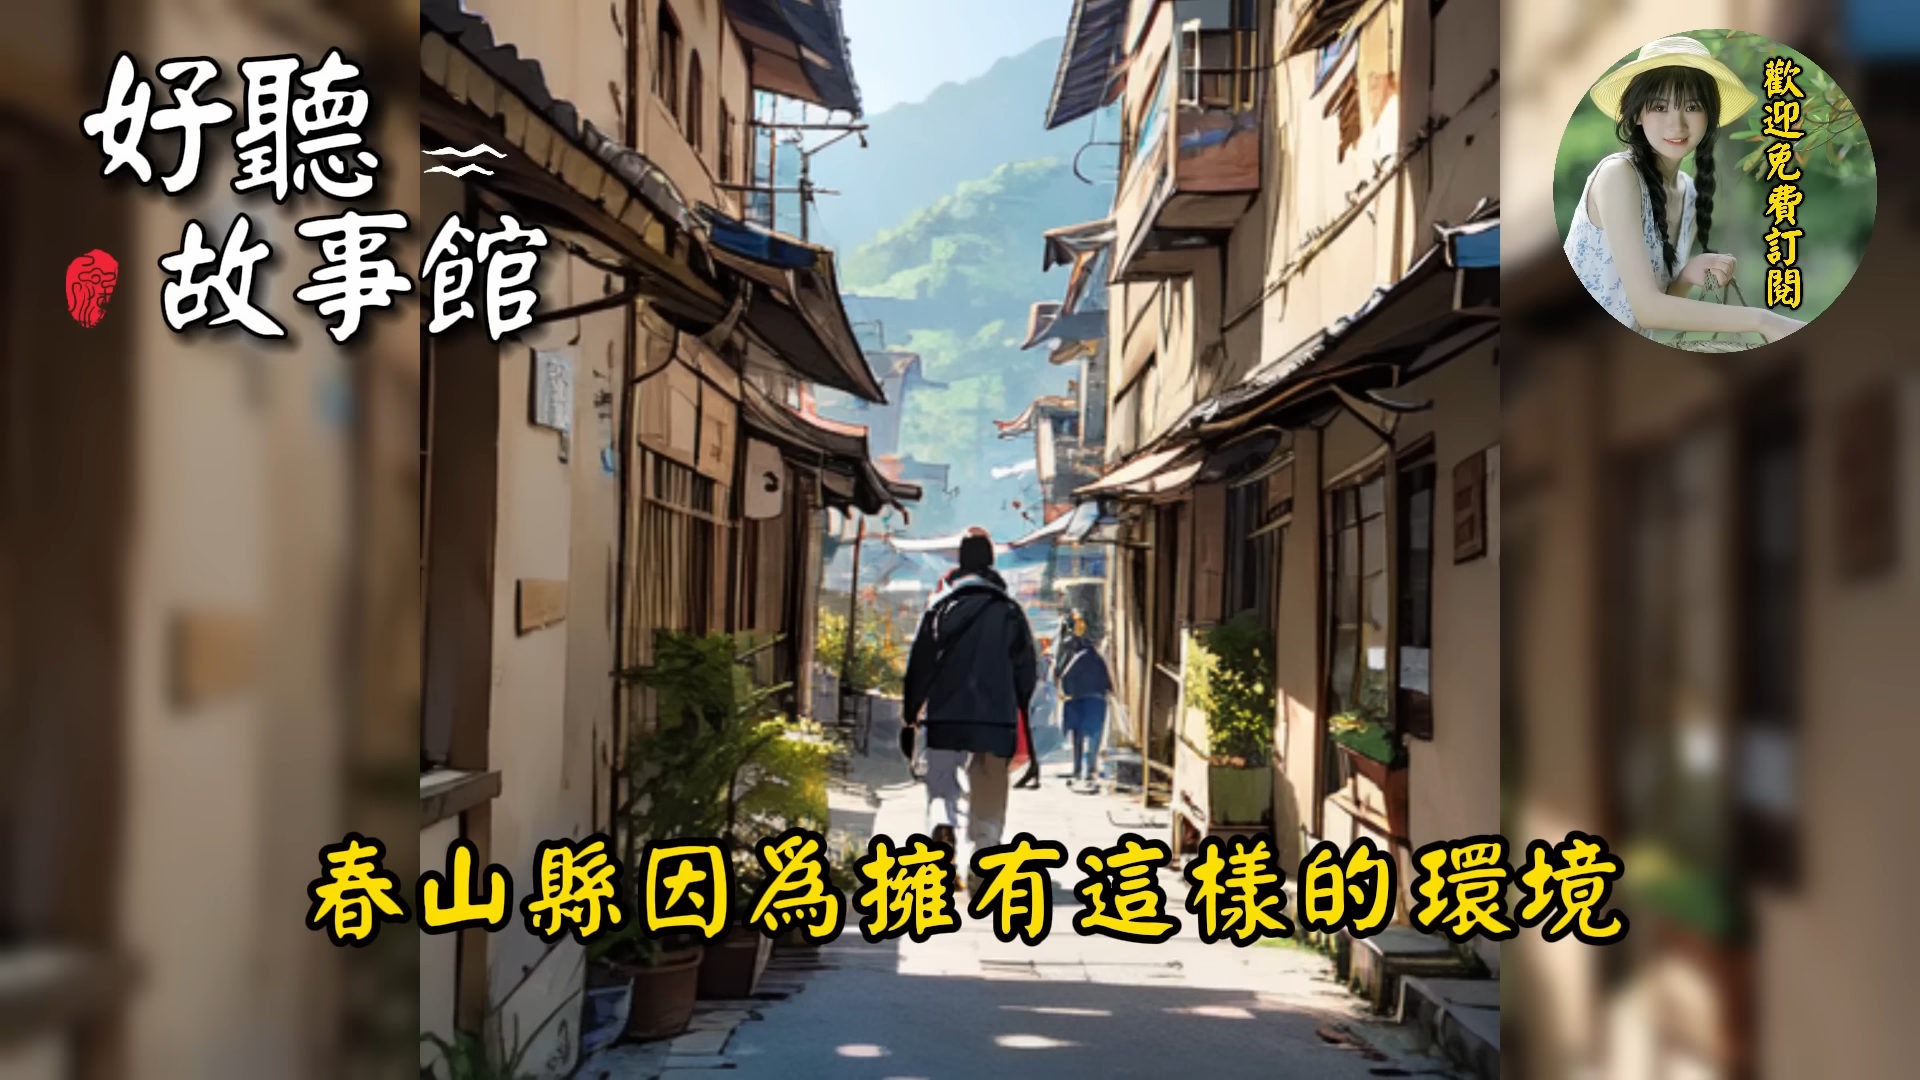 好聽
故事館
歡迎免費訂閱
春山縣因爲擁有這樣的環境